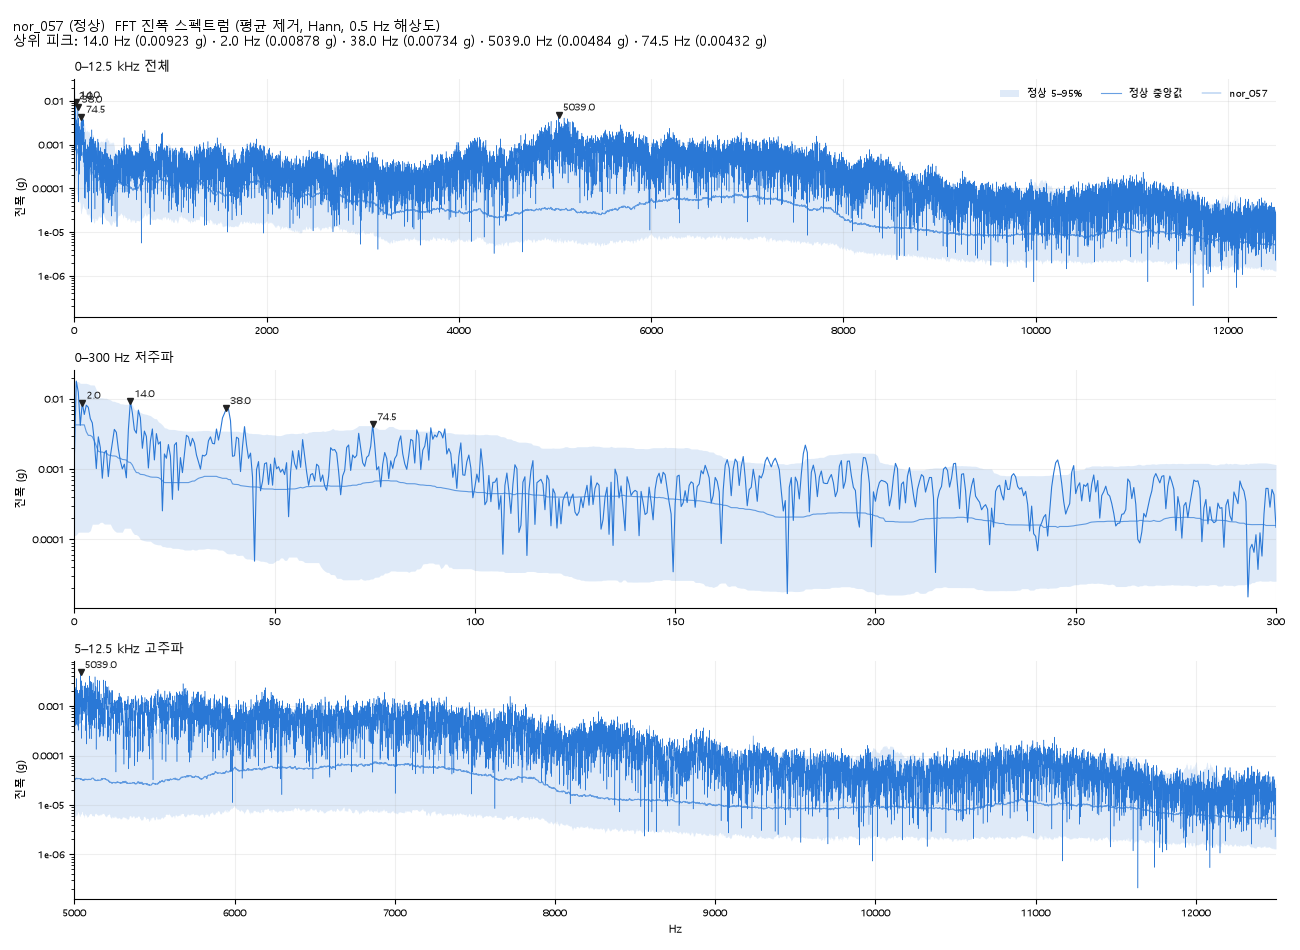 nor_057 (정상)  FFT 진폭 스펙트럼 (평균 제거, Hann, 0.5 Hz 해상도)
상위 피크: 14.0 Hz (0.00923 g) · 2.0 Hz (0.00878 g) · 38.0 Hz (0.00734 g) · 5039.0 Hz (0.00484 g) · 74.5 Hz (0.00432 g)
0–12.5 kHz 전체
14.0
38.0
74.5
5039.0
정상 5–95%
정상 중앙값
nor_057
진폭 (g)
0.01
0.001
0.0001
1e-05
1e-06
0 2000 4000 6000 8000 10000 12000
0–300 Hz 저주파
2.0
14.0
38.0
74.5
진폭 (g)
0.01
0.001
0.0001
0 50 100 150 200 250 300
5–12.5 kHz 고주파
5039.0
진폭 (g)
0.001
0.0001
1e-05
1e-06
5000 6000 7000 8000 9000 10000 11000 12000
Hz